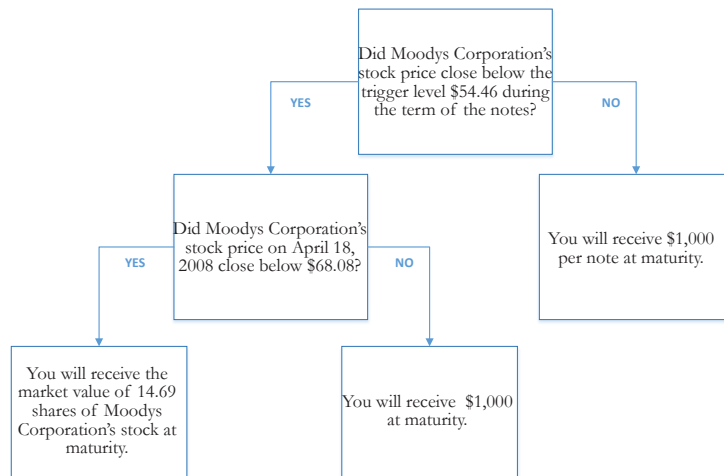 Did Moodys Corporation's
stock price close below the
trigger level $54.46 during
the term of the notes?
YES
NO
Did Moodys Corporation's
stock price on April 18,
2008 close below $68.08?
You will receive $1,000
per note at maturity.
YES
NO
You will receive the
market value of 14.69
shares of Moodys
Corporation's stock at
maturity.
You will receive $1,000
at maturity.